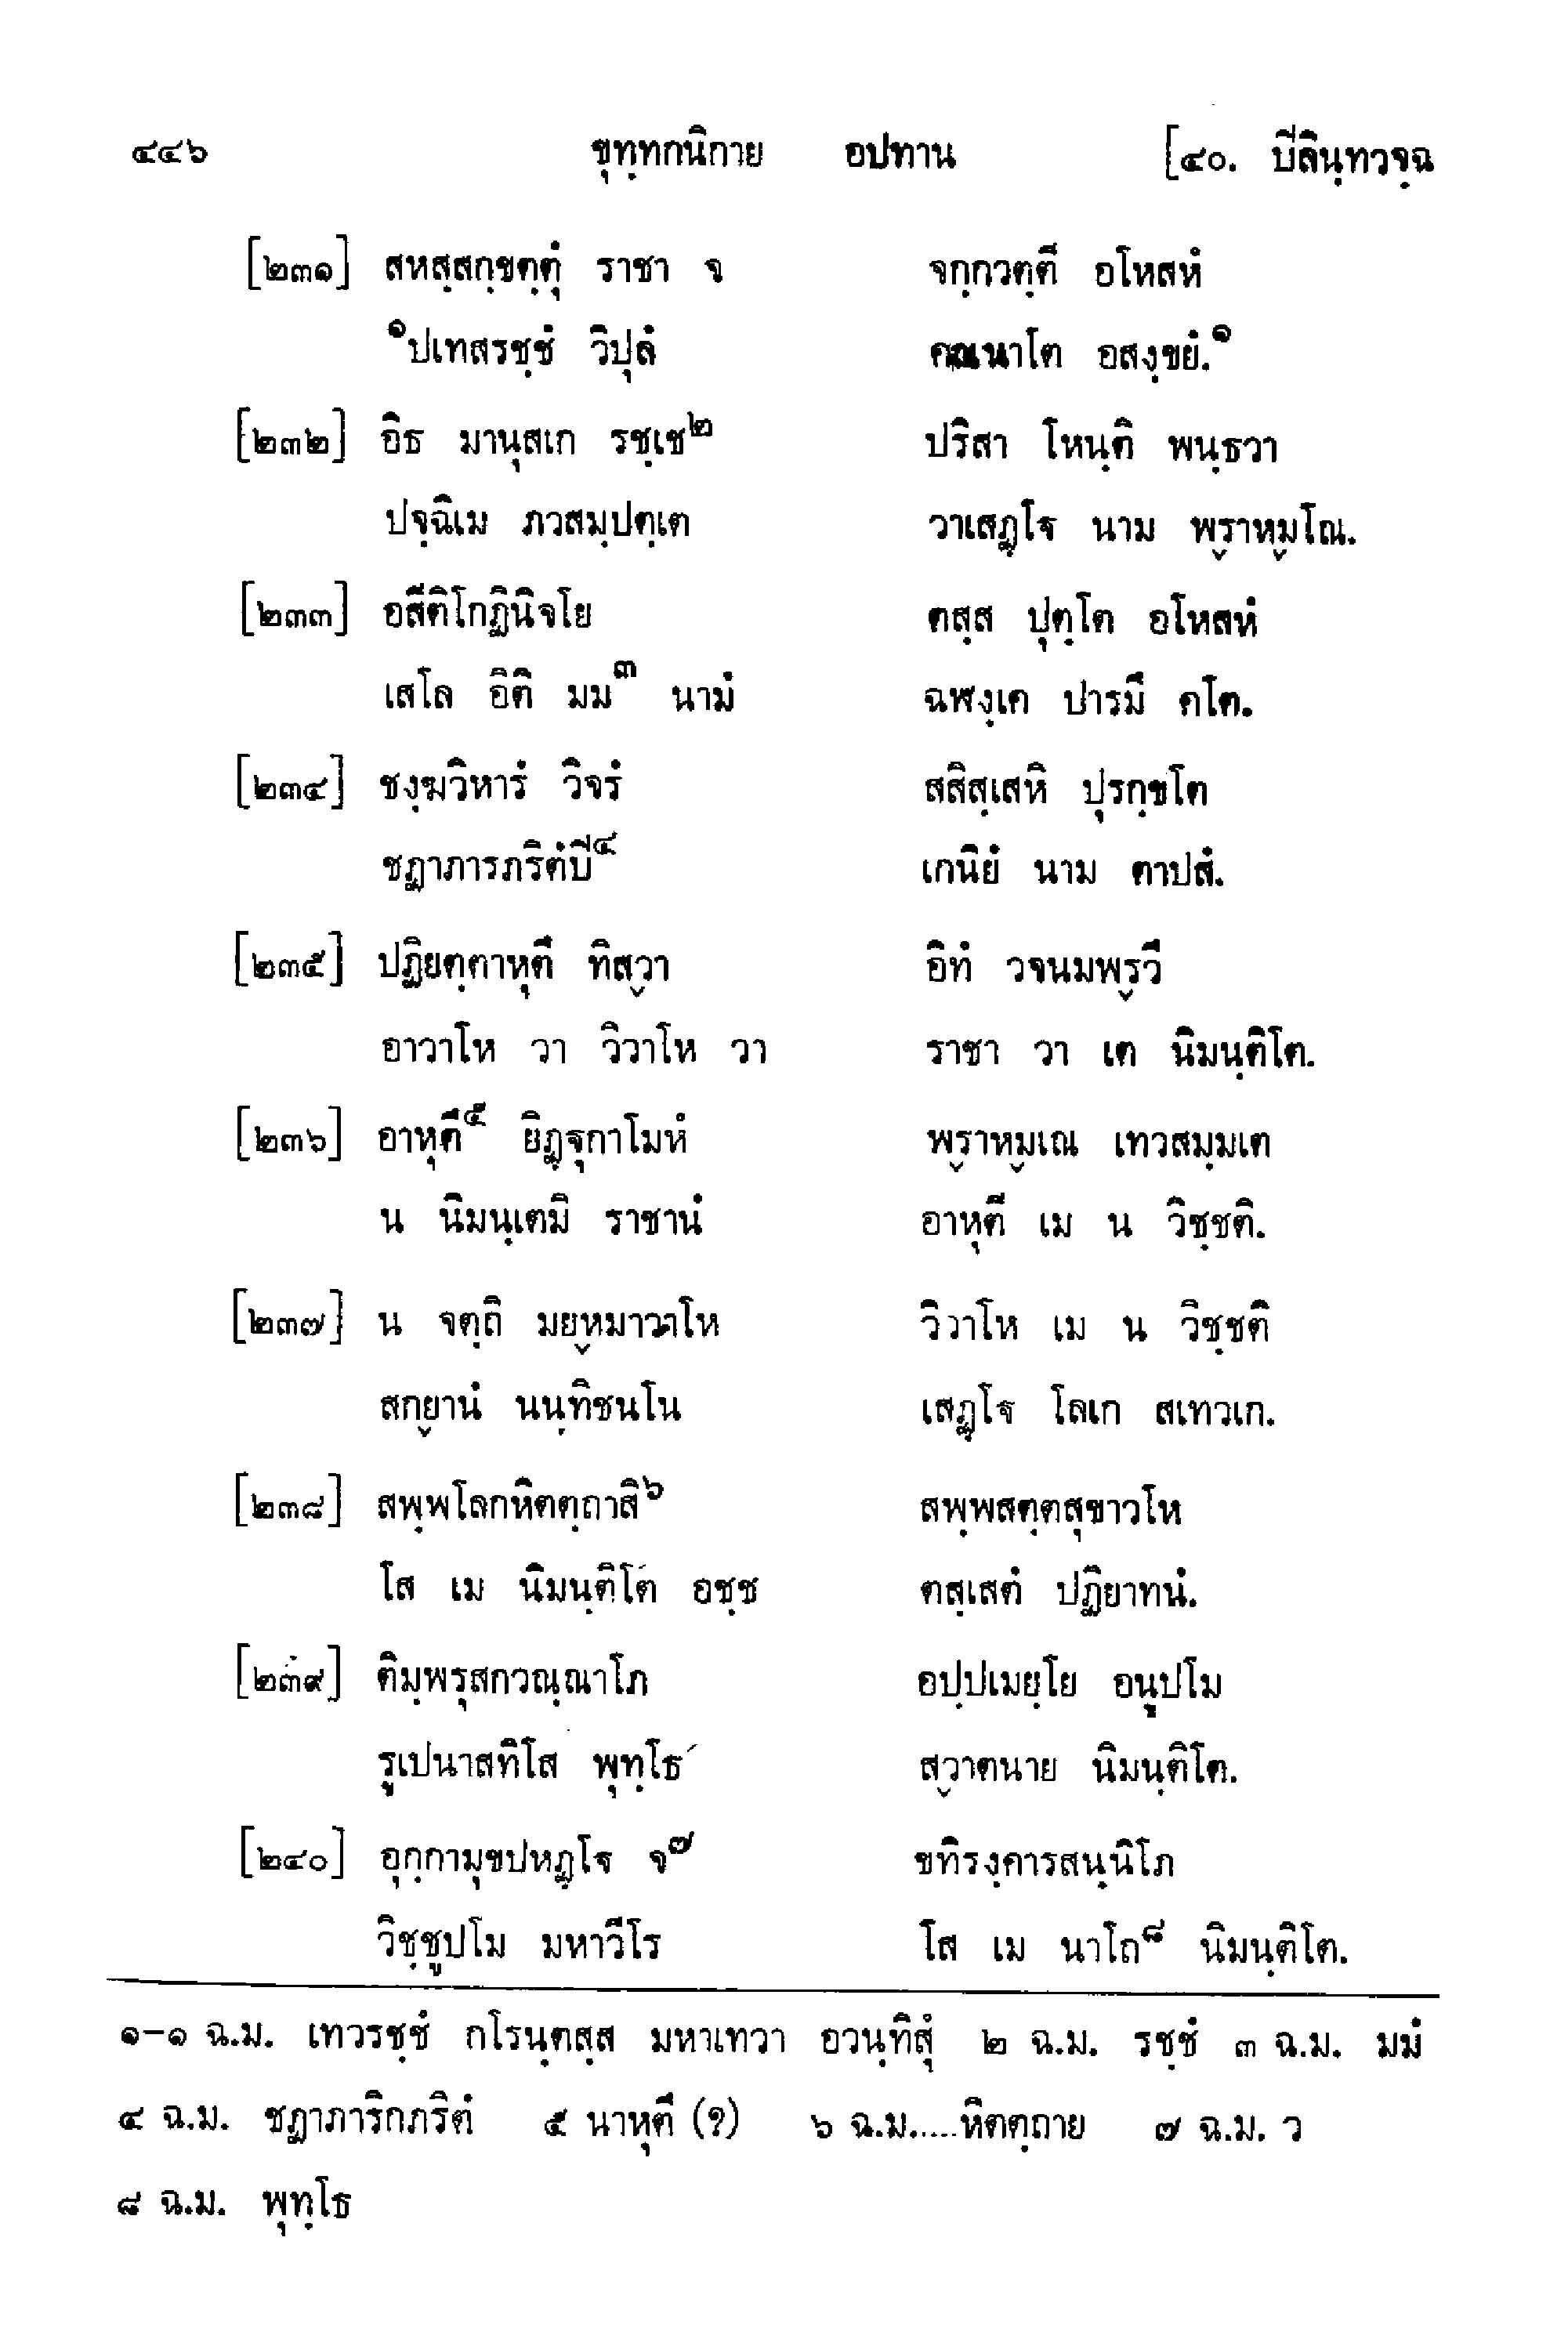 ๔๔๖ ขุทฺทกนิกาย อปทาน [๔๐. ปีลินฺทวจฺฉ
[๒๓๑] สหสฺสกฺขตฺตุํ ราชา จ จกฺกวตฺตี อโหสหํ
๑ปเทสรชฺชํ วิปุลํ คณนาโต อสงฺขยํ.๑
[๒๓๒] อิธ มานุสเก รชฺเช๒ ปริสา โหนฺติ พนฺธวา
ปจฺฉิเม ภวสมฺปตฺเต วาเสฏฺโฐ นาม พฺราหฺมโณ.
[๒๓๓] อสีติโกฏินิจโย ตสฺส ปุตฺโต อโหสหํ
เสโล อิติ มม๓ นามํ ฉฬงฺเค ปารมึ คโต.
[๒๓๔] ชงฺฆวิหารํ วิจรํ สสิสฺเสหิ ปุรกฺขโต
ชฏาภารภริตํปิ๔ เกนิยํ นาม ตาปสํ.
[๒๓๕] ปฏิยตฺตาหุตึ ทิสฺวา อิทํ วจนมพฺรวึ
อาวาโห วา วิวาโห วา ราชา วา เต นิมนฺติโต.
[๒๓๖] อาหุตึ๕ ยิฏฺฐุกาโมหํ พฺราหฺมเณ เทวสมฺมเต
น นิมนฺเตมิ ราชานํ อาหุตี เม น วิชฺชติ.
[๒๓๗] น จตฺถิ มยฺหมาวาโห วิวาโห เม น วิชฺชติ
สกฺยานํ นนฺทิชนโน เสฏฺโฐ โลเก สเทวเก.
[๒๓๘] สพฺพโลกหิตตฺถาสิ๖ สพฺพสตฺตสุขาวโห
โส เม นิมนฺติโต อชฺช ตสฺเสตํ ปฏิยาทนํ.
[๒๓๙] ติมฺพรุสกวณฺณาโภ อปฺปเมยฺโย อนูปโม
รูเปนาสทิโส พุทฺโธ สฺวาตนาย นิมนฺติโต.
[๒๔๐] อุกฺกามุขปหฏฺโฐ จ๗ ขทิรงฺคารสนฺนิโภ
วิชฺชูปโม มหาวีโร โส เม นาโถ๘ นิมนฺติโต.
๑-๑ ฉ.ม. เทวรชฺชํ กโรนฺตสฺส มหาเทวา อวนฺทิสุํ ๒ ฉ.ม. รชฺชํ ๓ ฉ.ม. มมํ
๔ ฉ.ม. ชฏาภาริกภริตํ ๕ นาหุตึ (?) ๖ ฉ.ม.....หิตตฺถาย ๗ ฉ.ม. ว
๘ ฉ.ม. พุทฺโธ